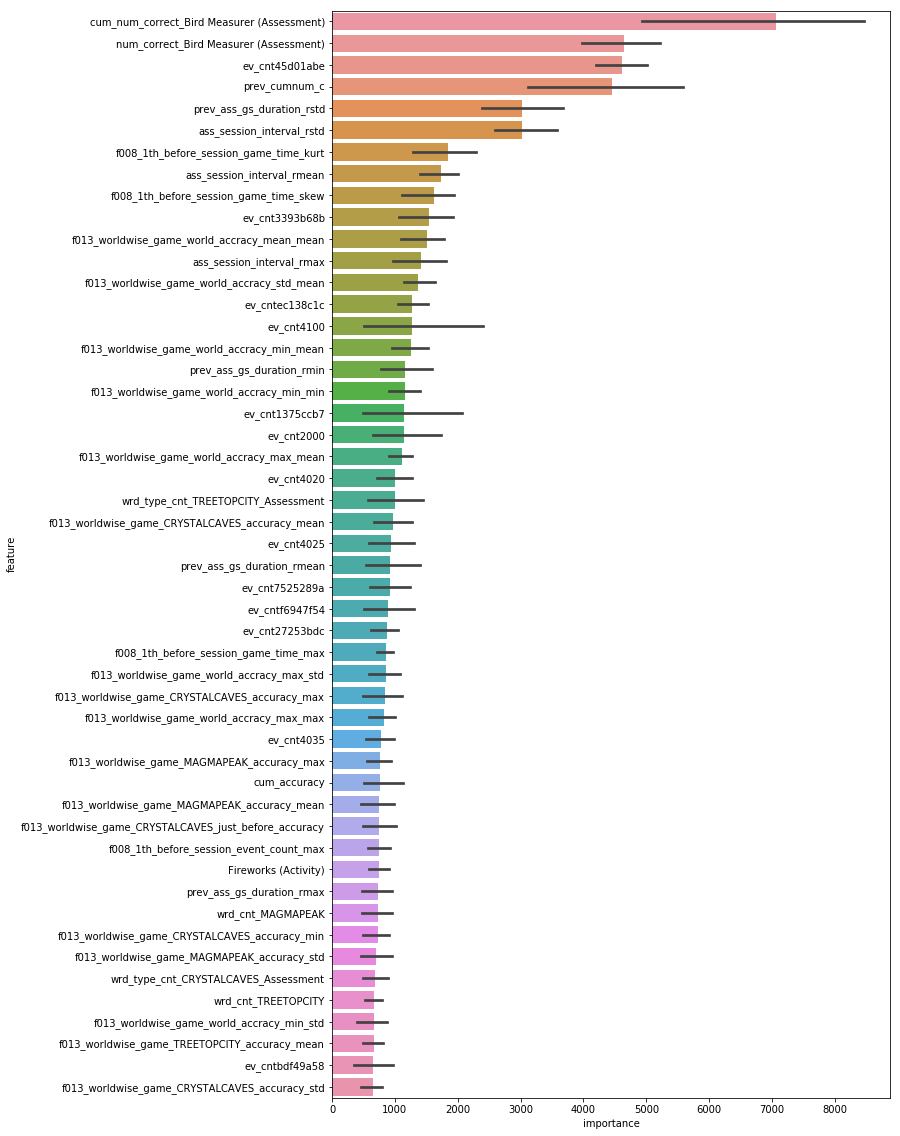 cum_num_correct_Bird Measurer (Assessment)
num_correct_Bird Measurer (Assessment)
ev_cnt45d01abe
prev_cumnum_c
prev_ass_gs_duration_rstd
ass_session_interval_rstd
f008_1th_before_session_game_time_kurt
ass_session_interval_rmean
f008_1th_before_session_game_time_skew
ev_cnt3393b68b
f013_worldwise_game_world_accracy_mean_mean
ass_session_interval_rmax
f013_worldwise_game_world_accracy_std_mean
ev_cntec138c1c
ev_cnt4100
f013_worldwise_game_world_accracy_min_mean
prev_ass_gs_duration_rmin
f013_worldwise_game_world_accracy_min_min
ev_cnt1375ccb7
ev_cnt2000
f013_worldwise_game_world_accracy_max_mean
ev_cnt4020
wrd_type_cnt_TREETOPCITY_Assessment
f013_worldwise_game_CRYSTALCAVES_accuracy_mean
ev_cnt4025
prev_ass_gs_duration_rmean
ev_cnt7525289a
ev_cntf6947f54
ev_cnt27253bdc
f008_1th_before_session_game_time_max
f013_worldwise_game_world_accracy_max_std
f013_worldwise_game_CRYSTALCAVES_accuracy_max
f013_worldwise_game_world_accracy_max_max
ev_cnt4035
f013_worldwise_game_MAGMAPEAK_accuracy_max
cum_accuracy
f013_worldwise_game_MAGMAPEAK_accuracy_mean
f013_worldwise_game_CRYSTALCAVES_just_before_accuracy
f008_1th_before_session_event_count_max
Fireworks (Activity)
prev_ass_gs_duration_rmax
wrd_cnt_MAGMAPEAK
f013_worldwise_game_CRYSTALCAVES_accuracy_min
f013_worldwise_game_MAGMAPEAK_accuracy_std
wrd_type_cnt_CRYSTALCAVES_Assessment
wrd_cnt_TREETOPCITY
f013_worldwise_game_world_accracy_min_std
f013_worldwise_game_TREETOPCITY_accuracy_mean
ev_cntbdf49a58
f013_worldwise_game_CRYSTALCAVES_accuracy_std
feature
0 1000 2000 3000 4000 5000 6000 7000 8000
importance